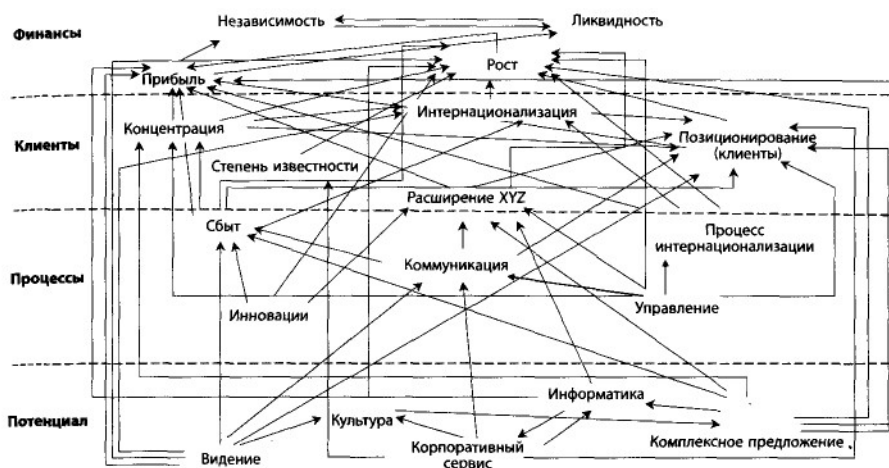 Финансы
Независимость
Ликвидность
Прибыль
Рост
Клиенты
Концентрация
Интернационализация
Позиционирование
(клиенты)
Степень известности
Расширение XYZ
Процессы
Сбыт
Процесс
интернационализации
Коммуникация
Инновации
Управление
Потенциал
Информатика
Культура
Комплексное предложение
Корпоративный
сервис
Видение